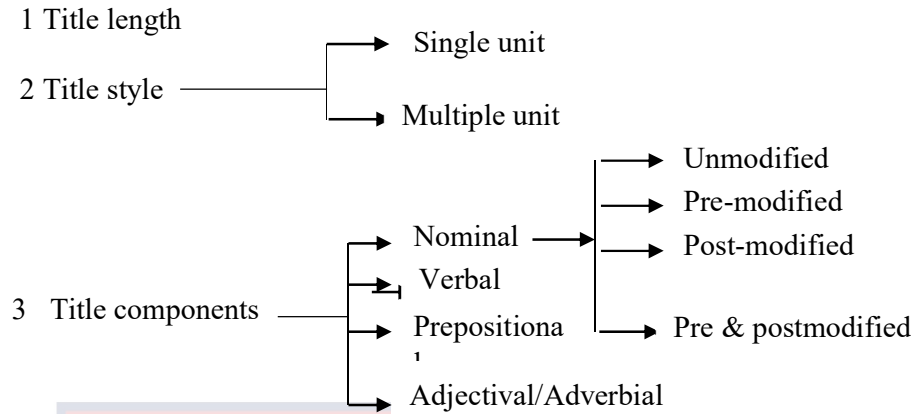 1 Title length
Single unit
2 Title style
Multiple unit
Unmodified
Pre-modified
Nominal
Post-modified
Verbal
3 Title components
Prepositiona
Pre & postmodified
Adjectival/Adverbial